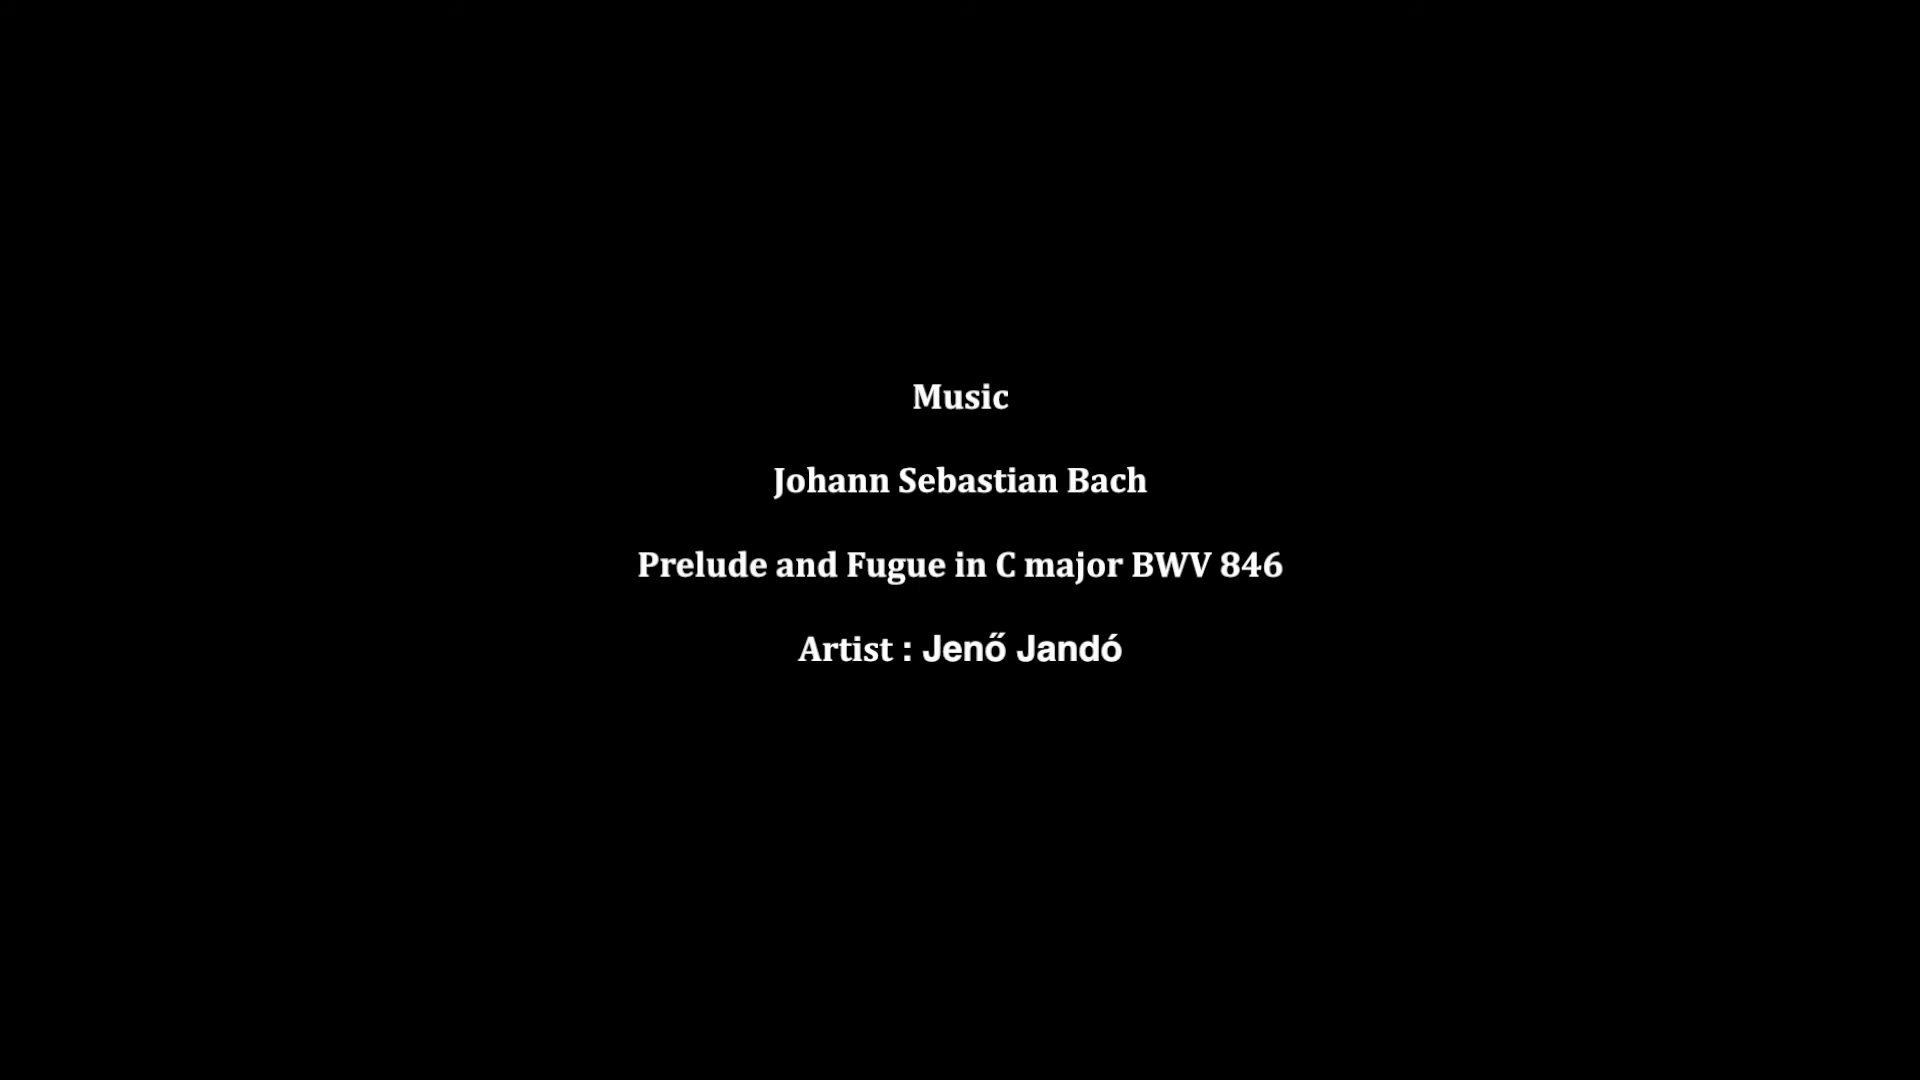 Music
Johann Sebastian Bach
Prelude and Fugue in C major BWV 846
Artist : Jenő Jandó